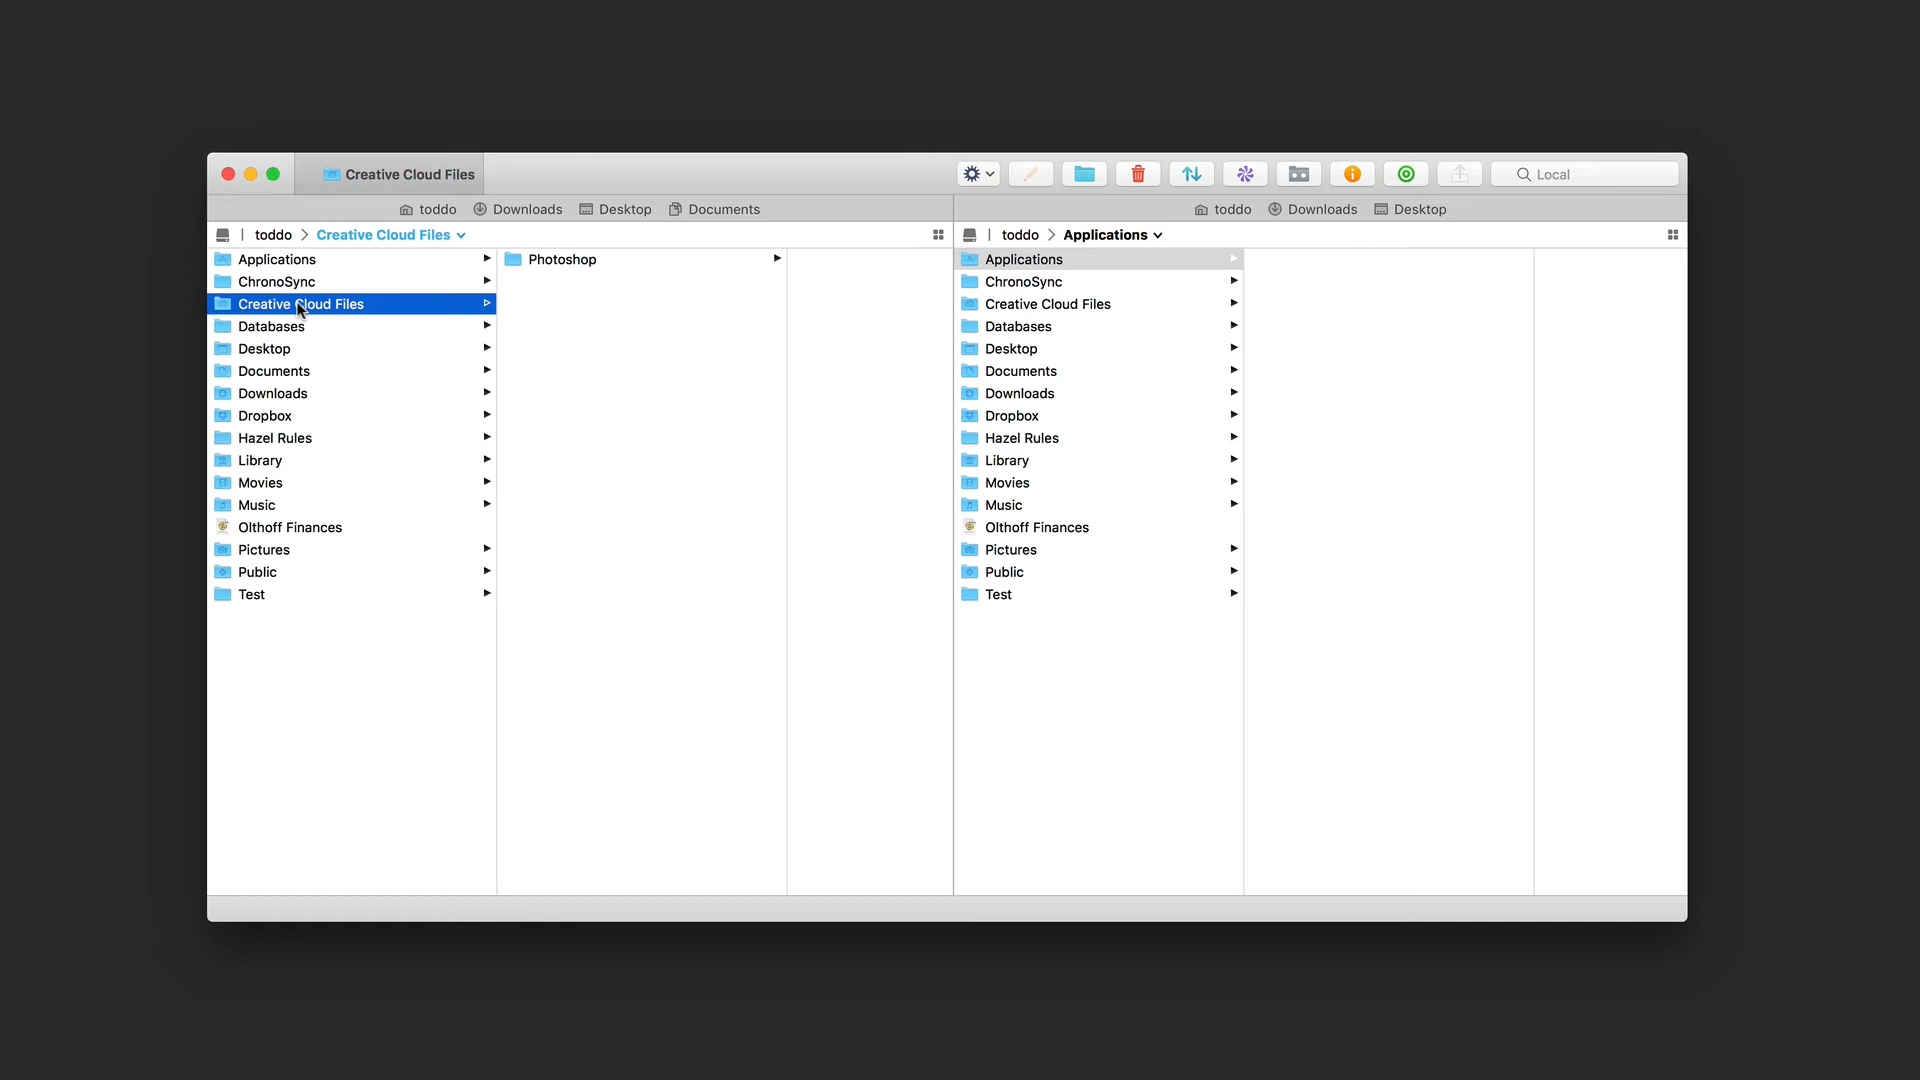 Creative Cloud Files
Local
toddo Downloads Desktop Documents
toddo Downloads Desktop
toddo Creative Cloud Files
toddo Applications
Applications
ChronoSync
Creative Cloud Files
Databases
Desktop
Documents
Downloads
Dropbox
Hazel Rules
Library
Movies
Music
Olthoff Finances
Pictures
Public
Test
Photoshop
Applications
ChronoSync
Creative Cloud Files
Databases
Desktop
Documents
Downloads
Dropbox
Hazel Rules
Library
Movies
Music
Olthoff Finances
Pictures
Public
Test